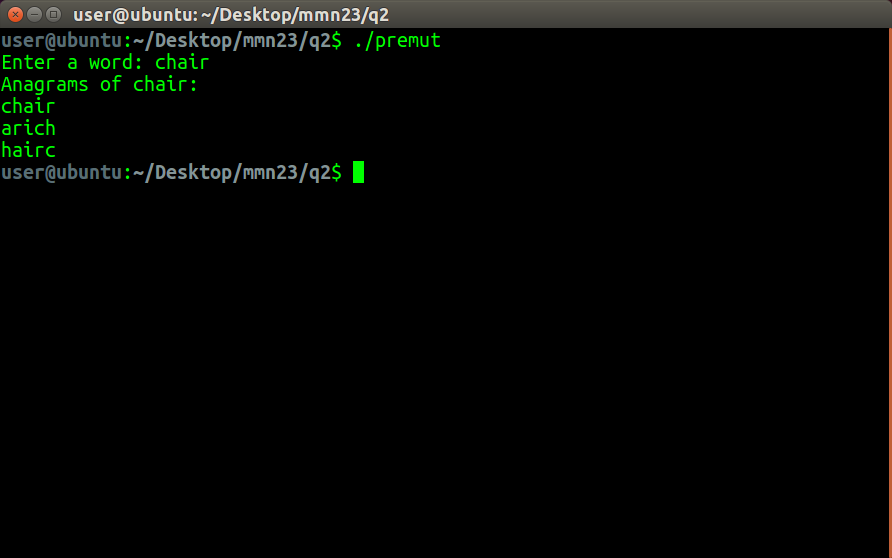 user@ubuntu: ~/Desktop/mmn23/q2
user@ubuntu:~/Desktop/mmn23/q2$ ./premut
Enter a word: chair
Anagrams of chair:
chair
arich
hairc
user@ubuntu:~/Desktop/mmn23/q2$